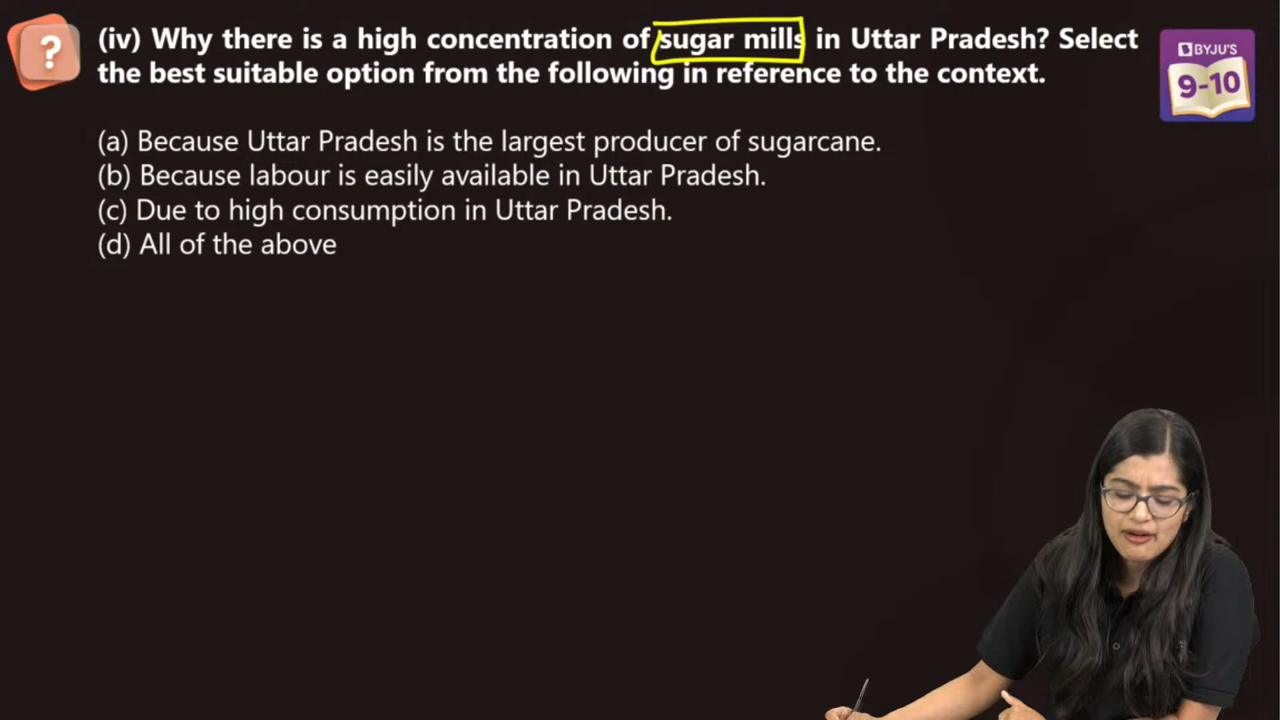 ?
(iv) Why there is a high concentration of sugar mills in Uttar Pradesh? Select
the best suitable option from the following in reference to the context.
BYJU'S
9-10
(a) Because Uttar Pradesh is the largest producer of sugarcane.
(b) Because labour is easily available in Uttar Pradesh.
(c) Due to high consumption in Uttar Pradesh.
(d) All of the above